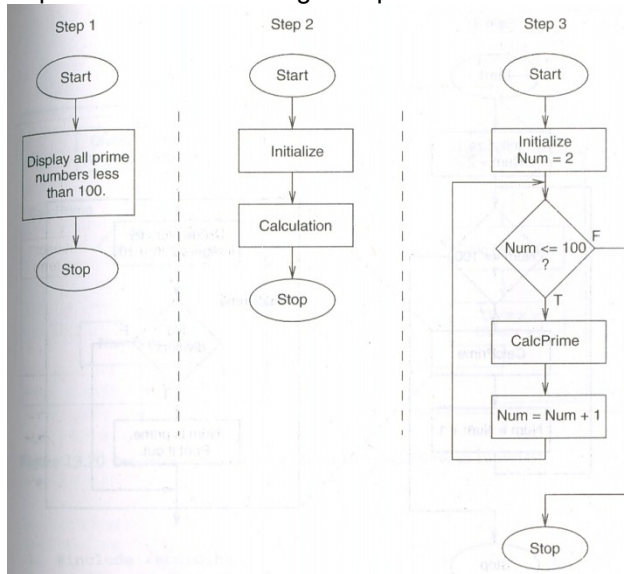 Step 1
Start
Display all prime
numbers less
than 100.
Stop
Step 2
Start
Initialize
Calculation
Stop
Step 3
Start
Initialize
Num = 2
Num <= 100
?
F
T
CalcPrime
Num = Num + 1
Stop